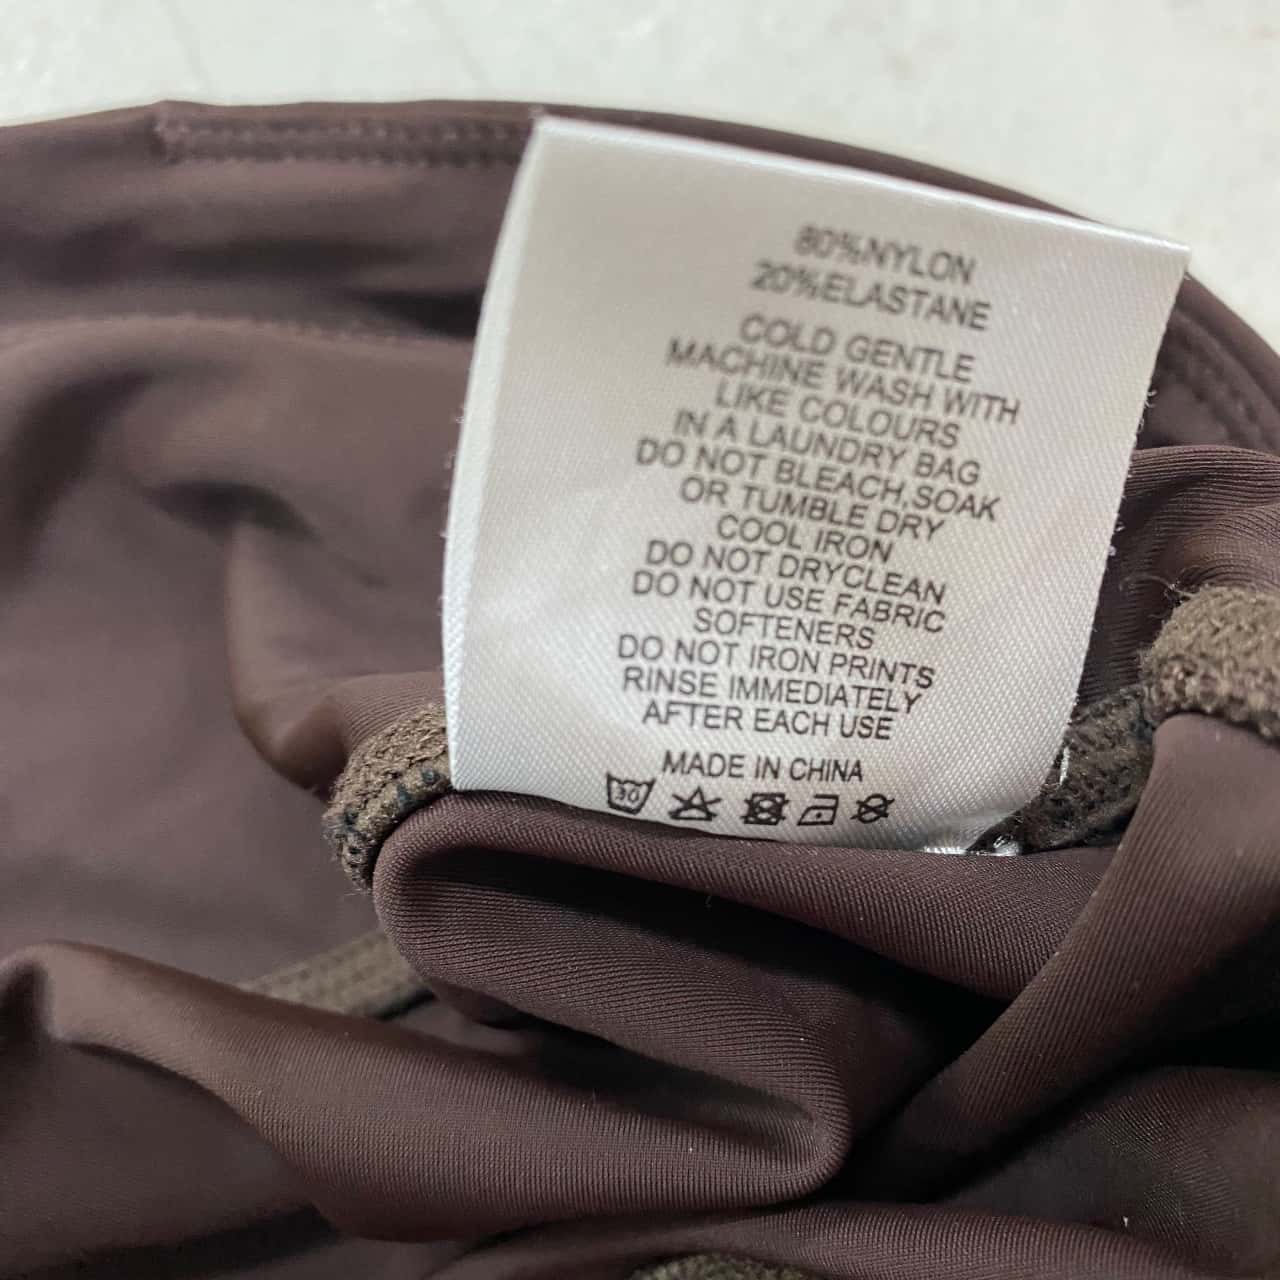 80%NYLON
20%ELASTANE
COLD GENTLE
MACHINE WASH WITH
LIKE COLOURS
IN A LAUNDRY BAG
DO NOT BLEACH,SOAK
OR TUMBLE DRY
COOL IRON
DO NOT DRYCLEAN
DO NOT USE FABRIC
SOFTENERS
DO NOT IRON PRINTS
RINSE IMMEDIATELY
AFTER EACH USE
MADE IN CHINA
30